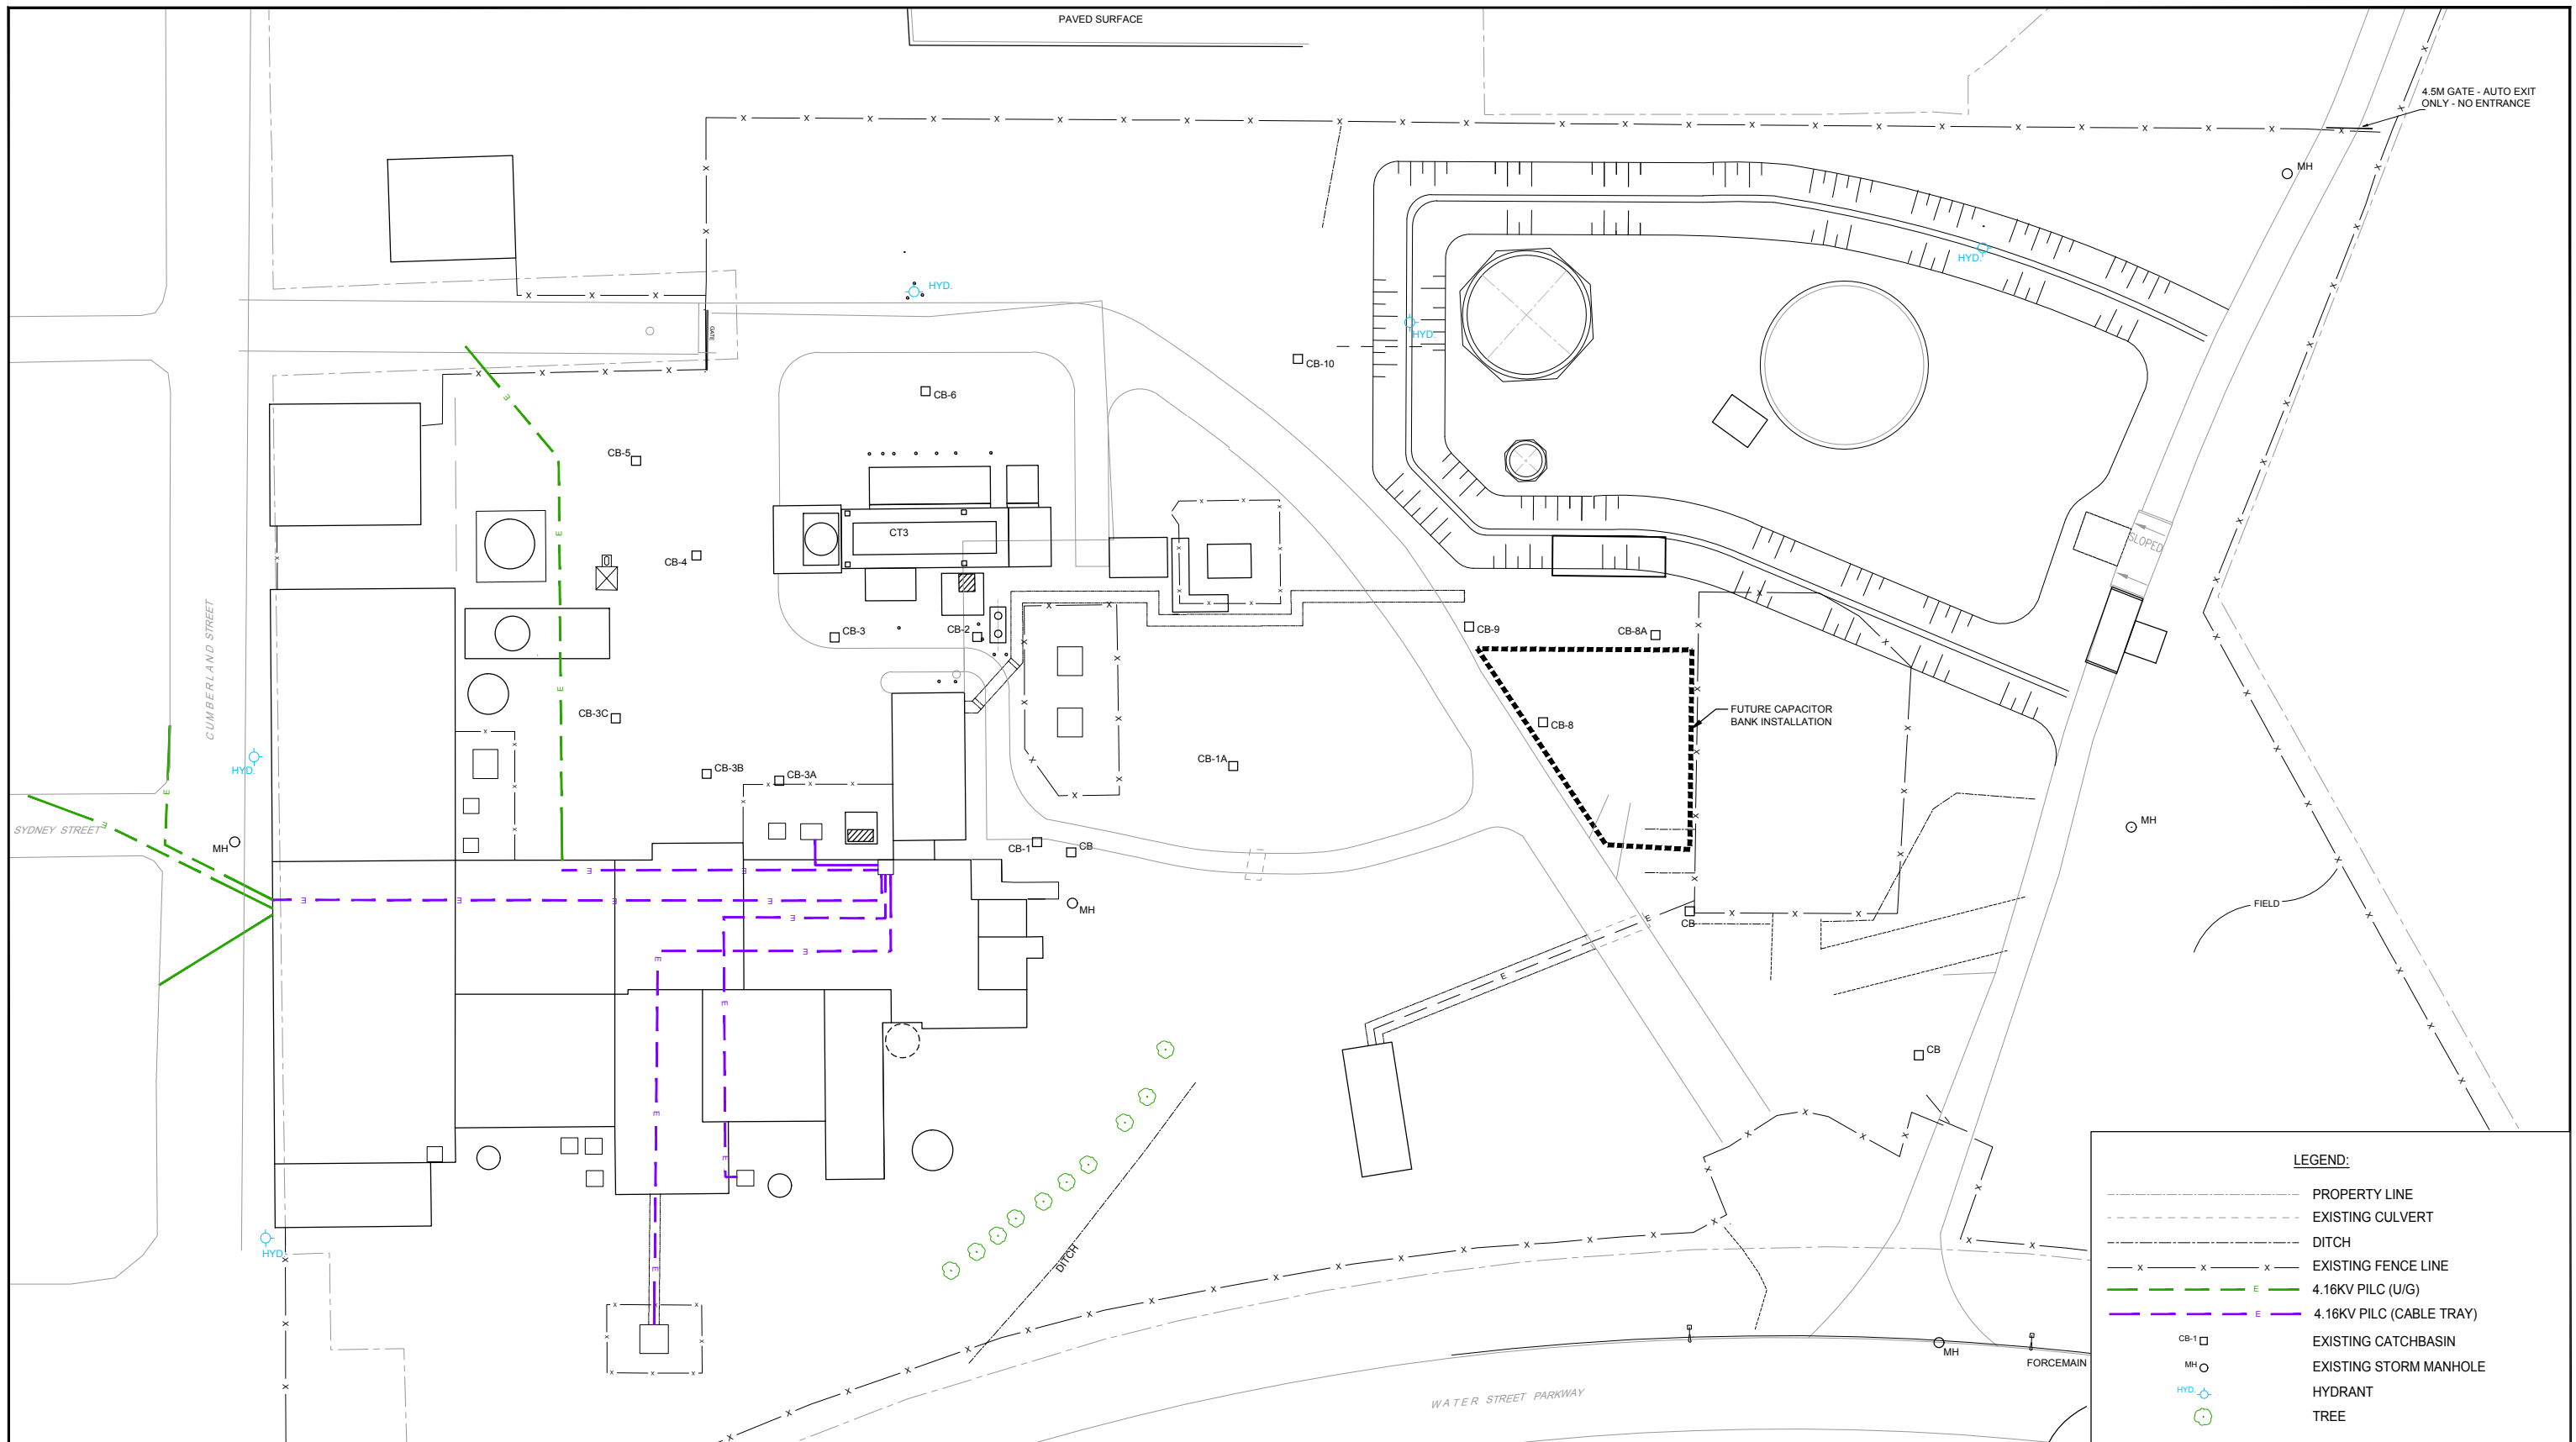 PAVED SURFACE
4.5M GATE - AUTO EXIT
ONLY - NO ENTRANCE
MH
HYD.
HYD.
HYD.
GATE
CB-10
CB-6
CB-5
CT3
CB-4
SLOPED
CUMBERLAND STREET
CB-3
CB-2
CB-9
CB-8A
CB-3C
FUTURE CAPACITOR
BANK INSTALLATION
CB-8
HYD.
CB-3B
CB-3A
CB-1A
SYDNEY STREET
MH
CB-1
CB
MH
MH
FIELD
CB
CB
DITCH
HYD.
WATER STREET PARKWAY
MH
FORCEMAIN
LEGEND:
PROPERTY LINE
EXISTING CULVERT
DITCH
X X X EXISTING FENCE LINE
E 4.16KV PILC (U/G)
E 4.16KV PILC (CABLE TRAY)
CB-1 EXISTING CATCHBASIN
MH EXISTING STORM MANHOLE
HYD. HYDRANT
TREE